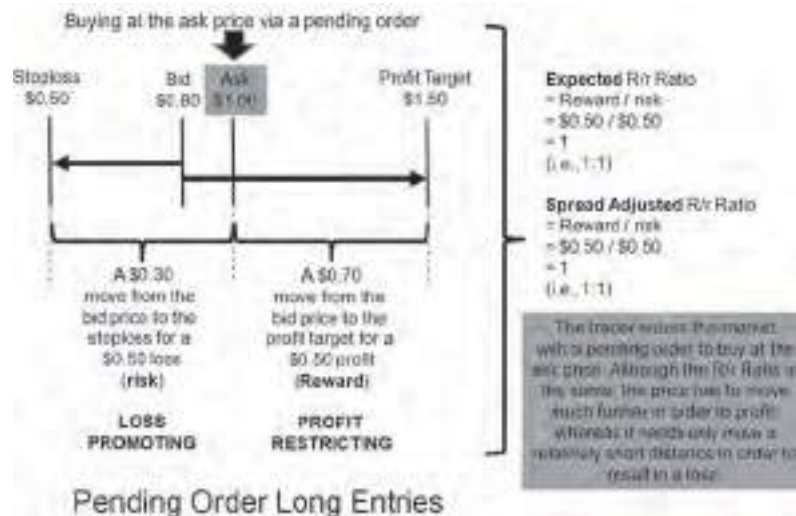 Buying at the ask price via a pending order
Stoploss
$0.50
Bid
$0.80
Ask
$1.00
Profit Target
$1.50
A $0.30
move from the
bid price to the
stoploss for a
$0.50 loss
(risk)
LOSS
PROMOTING
A $0.70
move from the
bid price to the
profit target for a
$0.50 profit
(Reward)
PROFIT
RESTRICTING
Expected R/r Ratio
= Reward / risk
= $0.50 / $0.50
= 1
(i.e., 1:1)
Spread Adjusted R/r Ratio
= Reward / risk
= $0.50 / $0.50
= 1
(i.e., 1:1)
The trader enters the market
with a pending order to buy at the
ask price. Although the R/r Ratio is
the same, the price has to move
much further in order to profit
whereas it needs only move a
relatively short distance in order to
result in a loss.
Pending Order Long Entries